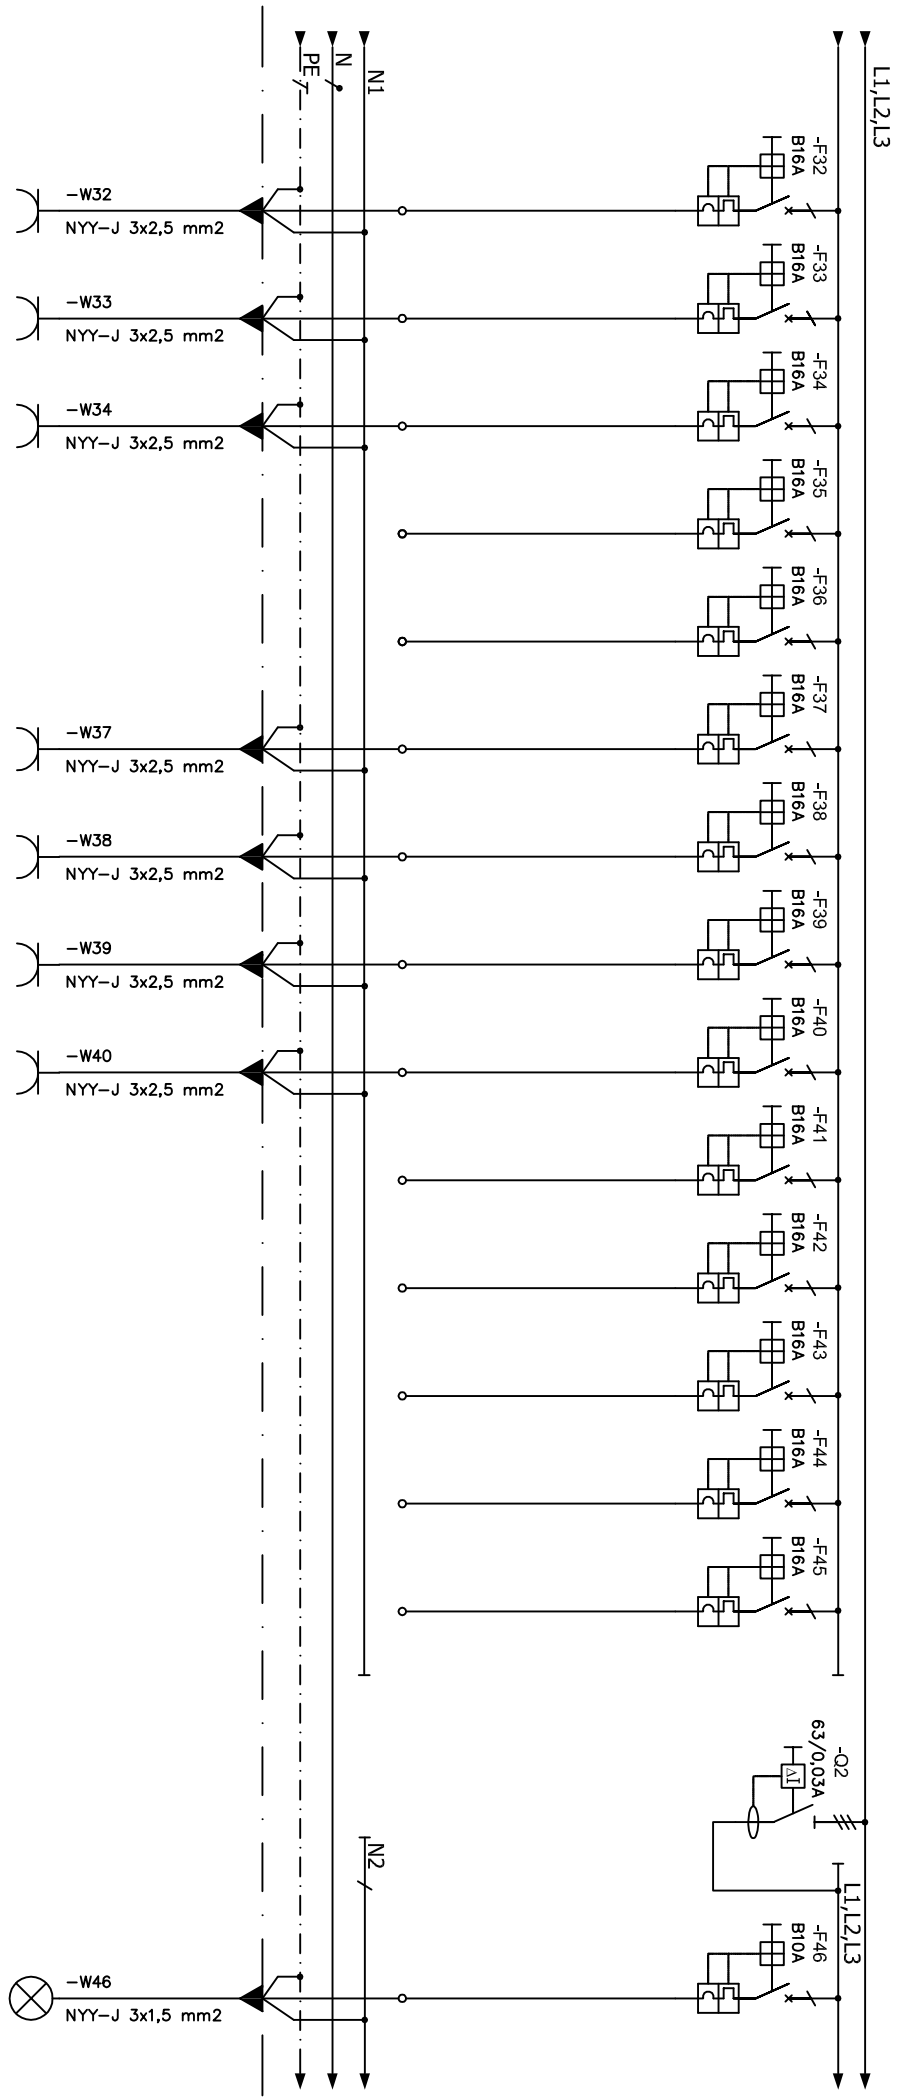 L1,L2,L3
N1
N
PE
-F32
B16A
-W32
NYY-J 3x2,5 mm2
-F33
B16A
-W33
NYY-J 3x2,5 mm2
-F34
B16A
-W34
NYY-J 3x2,5 mm2
-F35
B16A
-F36
B16A
-F37
B16A
-W37
NYY-J 3x2,5 mm2
-F38
B16A
-W38
NYY-J 3x2,5 mm2
-F39
B16A
-W39
NYY-J 3x2,5 mm2
-F40
B16A
-W40
NYY-J 3x2,5 mm2
-F41
B16A
-F42
B16A
-F43
B16A
-F44
B16A
-F45
B16A
-Q2
63/0,03A
ΔI
N2
L1,L2,L3
-F46
B10A
-W46
NYY-J 3x1,5 mm2